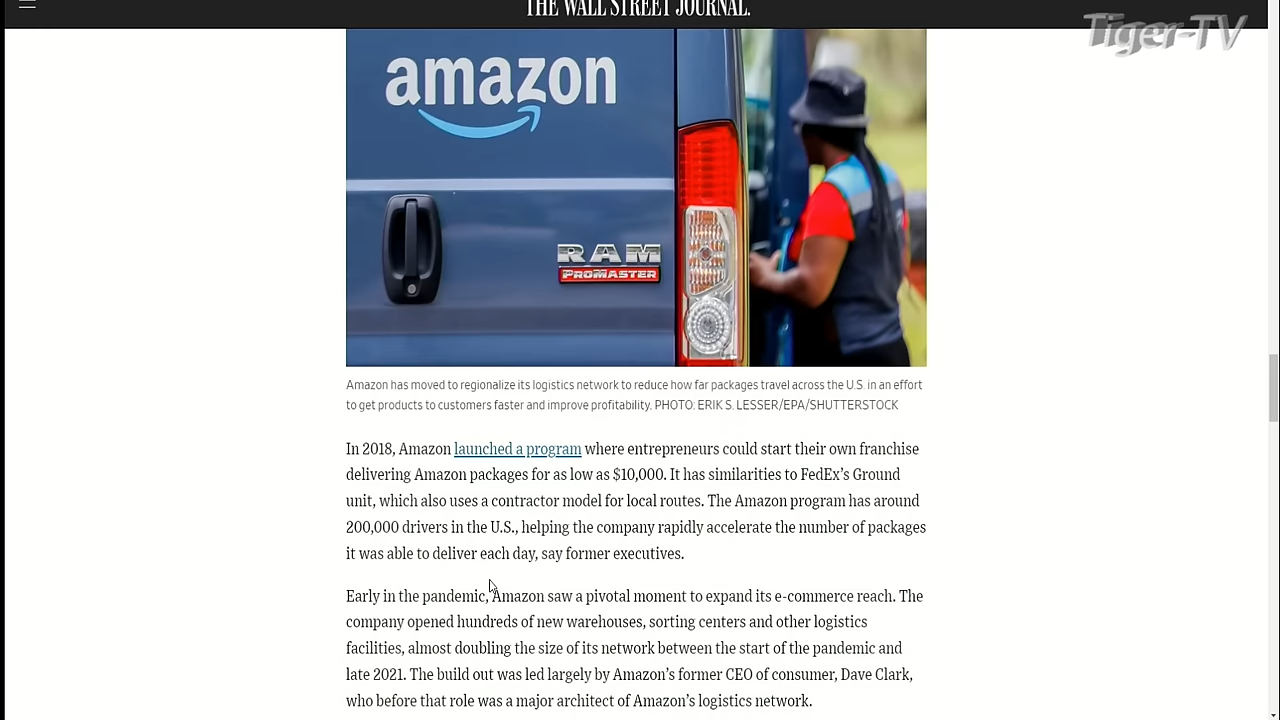 THE WALL STREET JOURNAL.
Tiger-TV
amazon
RAM
PROMASTER
Amazon has moved to regionalize its logistics network to reduce how far packages travel across the U.S. in an effort
to get products to customers faster and improve profitability. PHOTO: ERIK S. LESSER/EPA/SHUTTERSTOCK
In 2018, Amazon launched a program where entrepreneurs could start their own franchise
delivering Amazon packages for as low as $10,000. It has similarities to FedEx’s Ground
unit, which also uses a contractor model for local routes. The Amazon program has around
200,000 drivers in the U.S., helping the company rapidly accelerate the number of packages
it was able to deliver each day, say former executives.
Early in the pandemic, Amazon saw a pivotal moment to expand its e-commerce reach. The
company opened hundreds of new warehouses, sorting centers and other logistics
facilities, almost doubling the size of its network between the start of the pandemic and
late 2021. The build out was led largely by Amazon’s former CEO of consumer, Dave Clark,
who before that role was a major architect of Amazon’s logistics network.